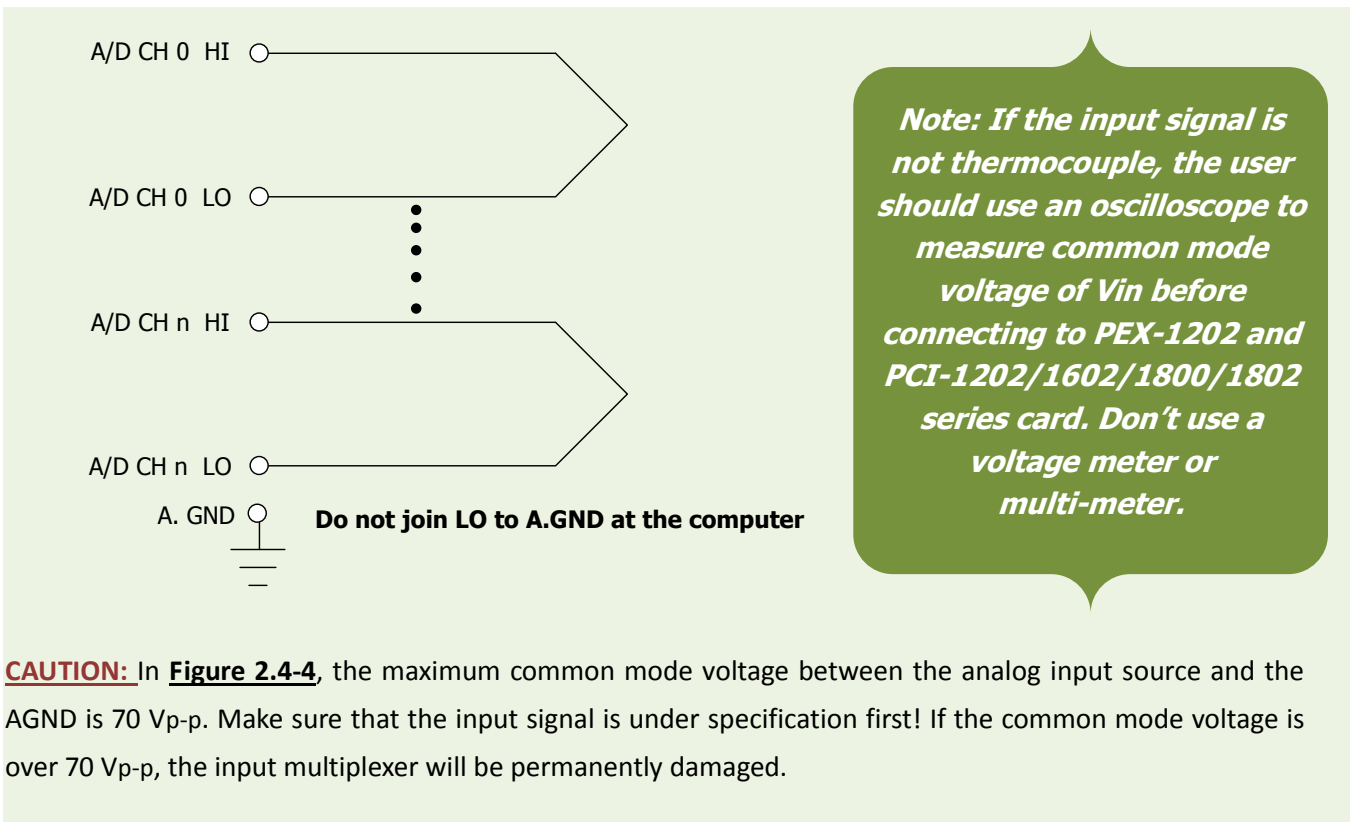 A/D CH 0 HI
A/D CH 0 LO
A/D CH n HI
A/D CH n LO
A. GND
Do not join LO to A.GND at the computer
Note: If the input signal is
not thermocouple, the user
should use an oscilloscope to
measure common mode
voltage of Vin before
connecting to PEX-1202 and
PCI-1202/1602/1800/1802
series card. Don’t use a
voltage meter or
multi-meter.
CAUTION: In Figure 2.4-4, the maximum common mode voltage between the analog input source and the
AGND is 70 Vp-p. Make sure that the input signal is under specification first! If the common mode voltage is
over 70 Vp-p, the input multiplexer will be permanently damaged.